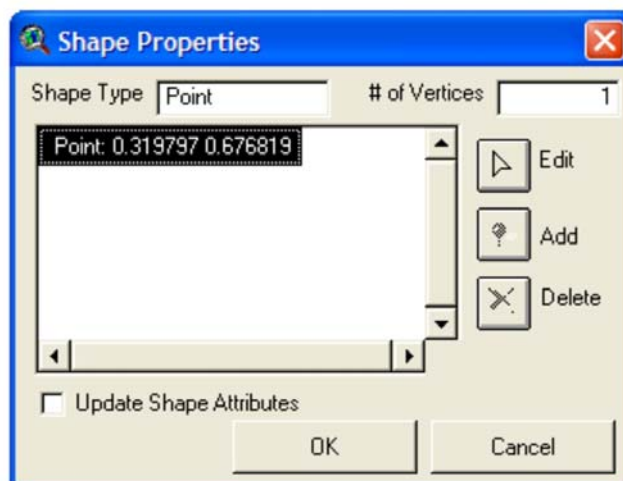 Shape Properties
Shape Type Point # of Vertices 1
Point: 0.319797 0.676819
Edit
Add
Delete
Update Shape Attributes
OK Cancel